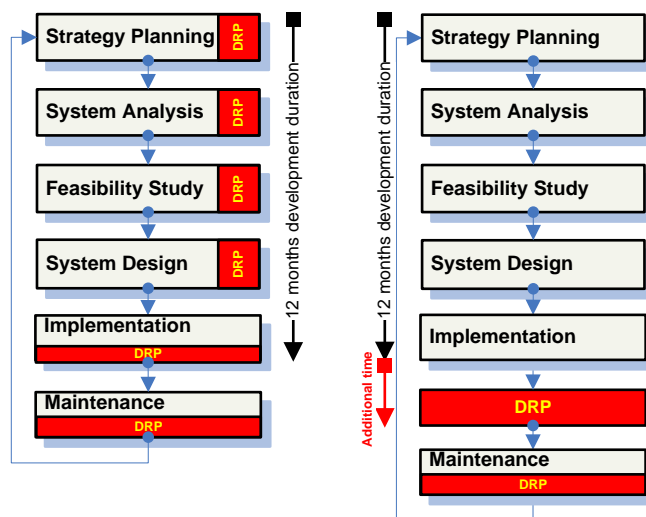 Strategy Planning
DRP
System Analysis
DRP
Feasibility Study
DRP
System Design
DRP
Implementation
DRP
Maintenance
DRP
12 months development duration
Strategy Planning
System Analysis
Feasibility Study
System Design
Implementation
DRP
Maintenance
DRP
12 months development duration
Additional time